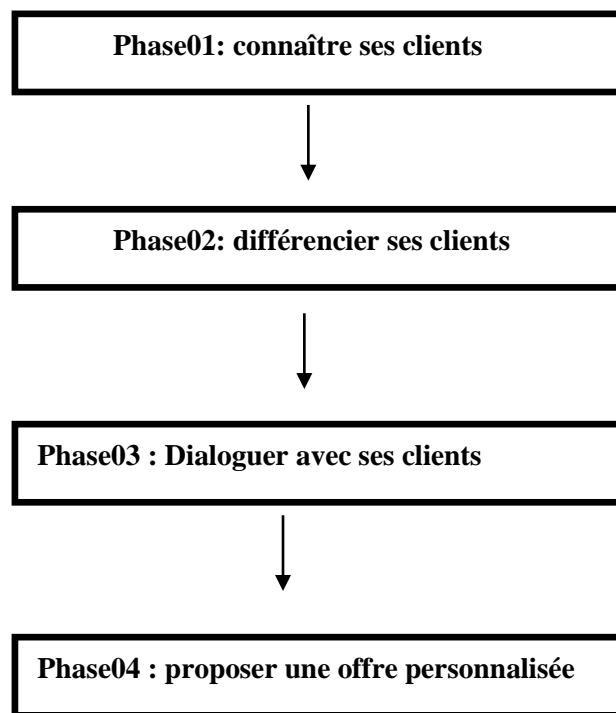 Phase01: connaître ses clients
Phase02: différencier ses clients
Phase03 : Dialoguer avec ses clients
Phase04 : proposer une offre personnalisée